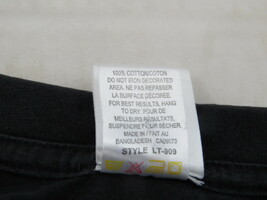 100% COTTON/COTON
DO NOT IRON DECORATED
AREA. NE PAS REPASSER
LA SURFACE DÉCORÉE.
FOR BEST RESULTS, HANG
TO DRY. POUR DE
MEILLEURS RÉSULTATS,
SUSPENDRE POUR SÉCHER.
MADE IN / FAIT AU
BANGLADESH
STYLE LT-909